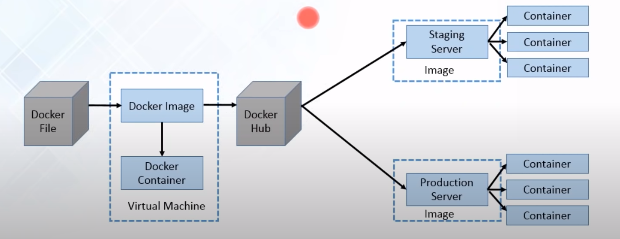 Docker
File
Docker Image
Docker
Container
Virtual Machine
Docker
Hub
Staging
Server
Image
Container
Container
Container
Production
Server
Image
Container
Container
Container